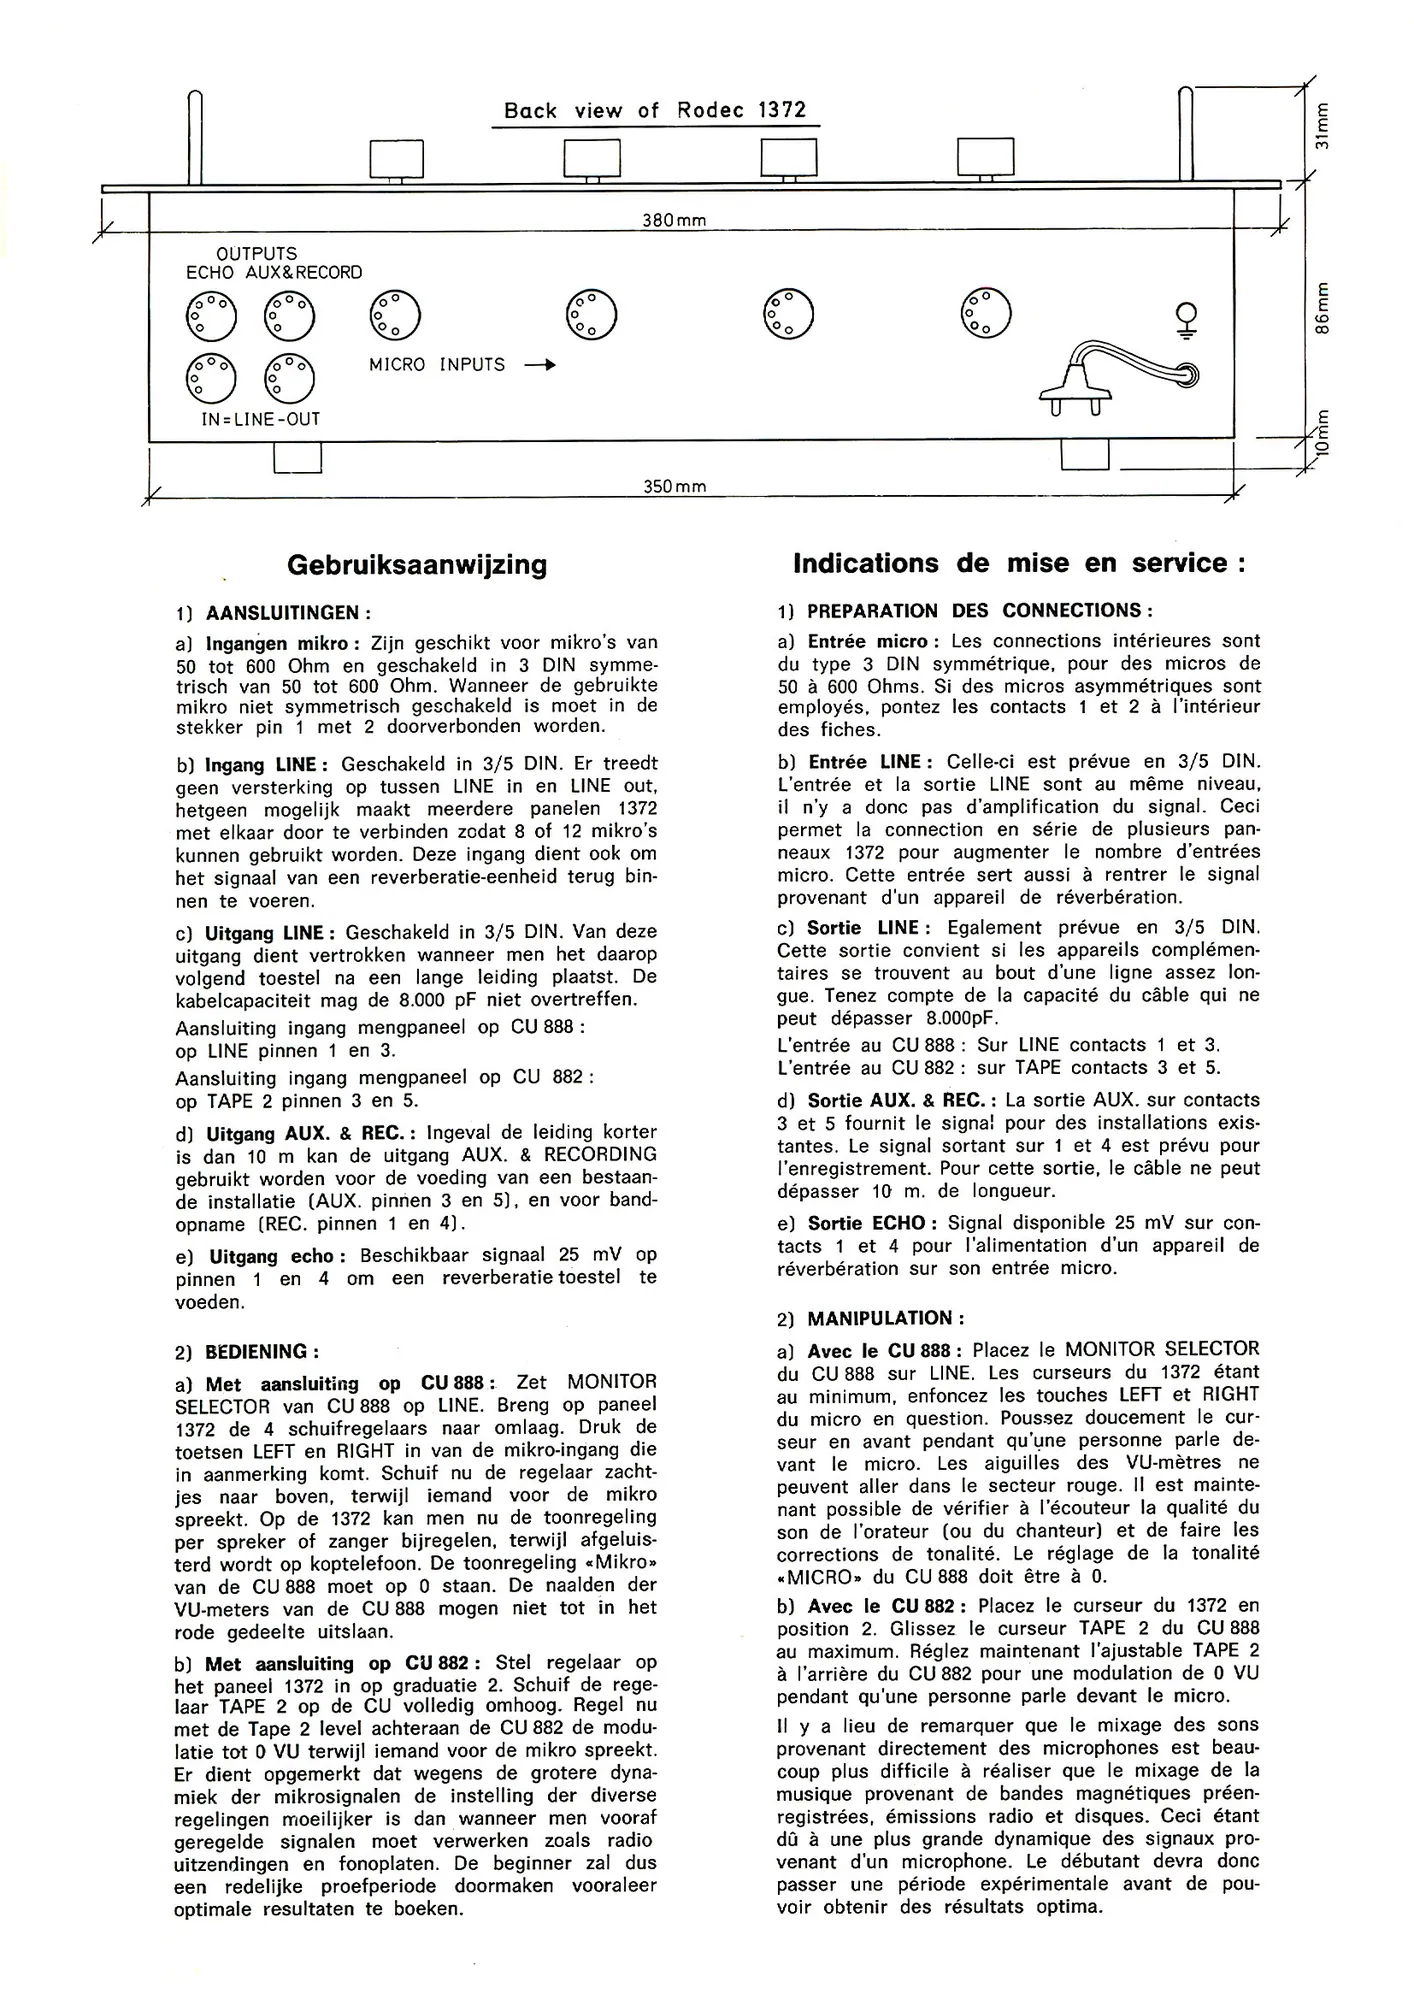 Back view of Rodec 1372
31mm
380mm
OUTPUTS
ECHO AUX&RECORD
86mm
MICRO INPUTS →
IN=LINE-OUT
10mm
350mm
Gebruiksaanwijzing
1) AANSLUITINGEN :
a) Ingangen mikro : Zijn geschikt voor mikro's van
50 tot 600 Ohm en geschakeld in 3 DIN symme-
trisch van 50 tot 600 Ohm. Wanneer de gebruikte
mikro niet symmetrisch geschakeld is moet in de
stekker pin 1 met 2 doorverbonden worden.
b) Ingang LINE : Geschakeld in 3/5 DIN. Er treedt
geen versterking op tussen LINE in en LINE out,
hetgeen mogelijk maakt meerdere panelen 1372
met elkaar door te verbinden zodat 8 of 12 mikro's
kunnen gebruikt worden. Deze ingang dient ook om
het signaal van een reverberatie-eenheid terug bin-
nen te voeren.
c) Uitgang LINE : Geschakeld in 3/5 DIN. Van deze
uitgang dient vertrokken wanneer men het daarop
volgend toestel na een lange leiding plaatst. De
kabelcapaciteit mag de 8.000 pF niet overtreffen.
Aansluiting ingang mengpaneel op CU 888 :
op LINE pinnen 1 en 3.
Aansluiting ingang mengpaneel op CU 882 :
op TAPE 2 pinnen 3 en 5.
d) Uitgang AUX. & REC. : Ingeval de leiding korter
is dan 10 m kan de uitgang AUX. & RECORDING
gebruikt worden voor de voeding van een bestaan-
de installatie (AUX. pinnen 3 en 5), en voor band-
opname (REC. pinnen 1 en 4).
e) Uitgang echo : Beschikbaar signaal 25 mV op
pinnen 1 en 4 om een reverberatietoestel te
voeden.
2) BEDIENING :
a) Met aansluiting op CU 888 : Zet MONITOR
SELECTOR van CU 888 op LINE. Breng op paneel
1372 de 4 schuifregelaars naar omlaag. Druk de
toetsen LEFT en RIGHT in van de mikro-ingang die
in aanmerking komt. Schuif nu de regelaar zacht-
jes naar boven, terwijl iemand voor de mikro
spreekt. Op de 1372 kan men nu de toonregeling
per spreker of zanger bijregelen, terwijl afgeluis-
terd wordt op koptelefoon. De toonregeling «Mikro»
van de CU 888 moet op 0 staan. De naalden der
VU-meters van de CU 888 mogen niet tot in het
rode gedeelte uitslaan.
b) Met aansluiting op CU 882 : Stel regelaar op
het paneel 1372 in op graduatie 2. Schuif de rege-
laar TAPE 2 op de CU volledig omhoog. Regel nu
met de Tape 2 level achteraan de CU 882 de modu-
latie tot 0 VU terwijl iemand voor de mikro spreekt.
Er dient opgemerkt dat wegens de grotere dyna-
miek der mikrosignalen de instelling der diverse
regelingen moeilijker is dan wanneer men vooraf
geregelde signalen moet verwerken zoals radio
uitzendingen en fonoplaten. De beginner zal dus
een redelijke proefperiode doormaken vooraleer
optimale resultaten te boeken.
Indications de mise en service :
1) PREPARATION DES CONNECTIONS :
a) Entrée micro : Les connections intérieures sont
du type 3 DIN symmétrique, pour des micros de
50 à 600 Ohms. Si des micros asymmétriques sont
employés, pontez les contacts 1 et 2 à l'intérieur
des fiches.
b) Entrée LINE : Celle-ci est prévue en 3/5 DIN.
L'entrée et la sortie LINE sont au même niveau,
il n'y a donc pas d'amplification du signal. Ceci
permet la connection en série de plusieurs pan-
neaux 1372 pour augmenter le nombre d'entrées
micro. Cette entrée sert aussi à rentrer le signal
provenant d'un appareil de réverbération.
c) Sortie LINE : Egalement prévue en 3/5 DIN.
Cette sortie convient si les appareils complémen-
taires se trouvent au bout d'une ligne assez lon-
gue. Tenez compte de la capacité du câble qui ne
peut dépasser 8.000pF.
L'entrée au CU 888 : Sur LINE contacts 1 et 3.
L'entrée au CU 882 : sur TAPE contacts 3 et 5.
d) Sortie AUX. & REC. : La sortie AUX. sur contacts
3 et 5 fournit le signal pour des installations exis-
tantes. Le signal sortant sur 1 et 4 est prévu pour
l'enregistrement. Pour cette sortie, le câble ne peut
dépasser 10 m. de longueur.
e) Sortie ECHO : Signal disponible 25 mV sur con-
tacts 1 et 4 pour l'alimentation d'un appareil de
réverbération sur son entrée micro.
2) MANIPULATION :
a) Avec le CU 888 : Placez le MONITOR SELECTOR
du CU 888 sur LINE. Les curseurs du 1372 étant
au minimum, enfoncez les touches LEFT et RIGHT
du micro en question. Poussez doucement le cur-
seur en avant pendant qu'une personne parle de-
vant le micro. Les aiguilles des VU-mètres ne
peuvent aller dans le secteur rouge. Il est mainte-
nant possible de vérifier à l'écouteur la qualité du
son de l'orateur (ou du chanteur) et de faire les
corrections de tonalité. Le réglage de la tonalité
«MICRO» du CU 888 doit être à 0.
b) Avec le CU 882 : Placez le curseur du 1372 en
position 2. Glissez le curseur TAPE 2 du CU 888
au maximum. Réglez maintenant l'ajustable TAPE 2
à l'arrière du CU 882 pour une modulation de 0 VU
pendant qu'une personne parle devant le micro.
Il y a lieu de remarquer que le mixage des sons
provenant directement des microphones est beau-
coup plus difficile à réaliser que le mixage de la
musique provenant de bandes magnétiques préen-
registrées, émissions radio et disques. Ceci étant
dû à une plus grande dynamique des signaux pro-
venant d'un microphone. Le débutant devra donc
passer une période expérimentale avant de pou-
voir obtenir des résultats optima.